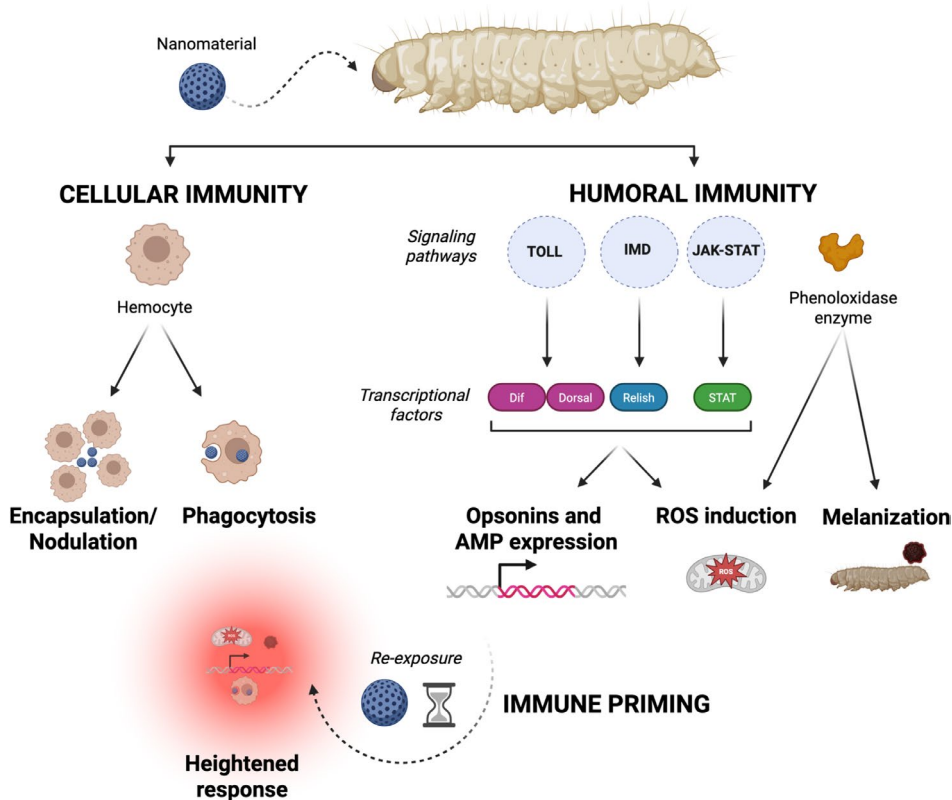 Nanomaterial
CELLULAR IMMUNITY
HUMORAL IMMUNITY
Signaling
pathways
TOLL
IMD
JAK-STAT
Hemocyte
Phenoloxidase
enzyme
Transcriptional
factors
Dif
Dorsal
Relish
STAT
Encapsulation/
Nodulation
Phagocytosis
Opsonins and
AMP expression
ROS induction
Melanization
ROS
Re-exposure
IMMUNE PRIMING
Heightened
response